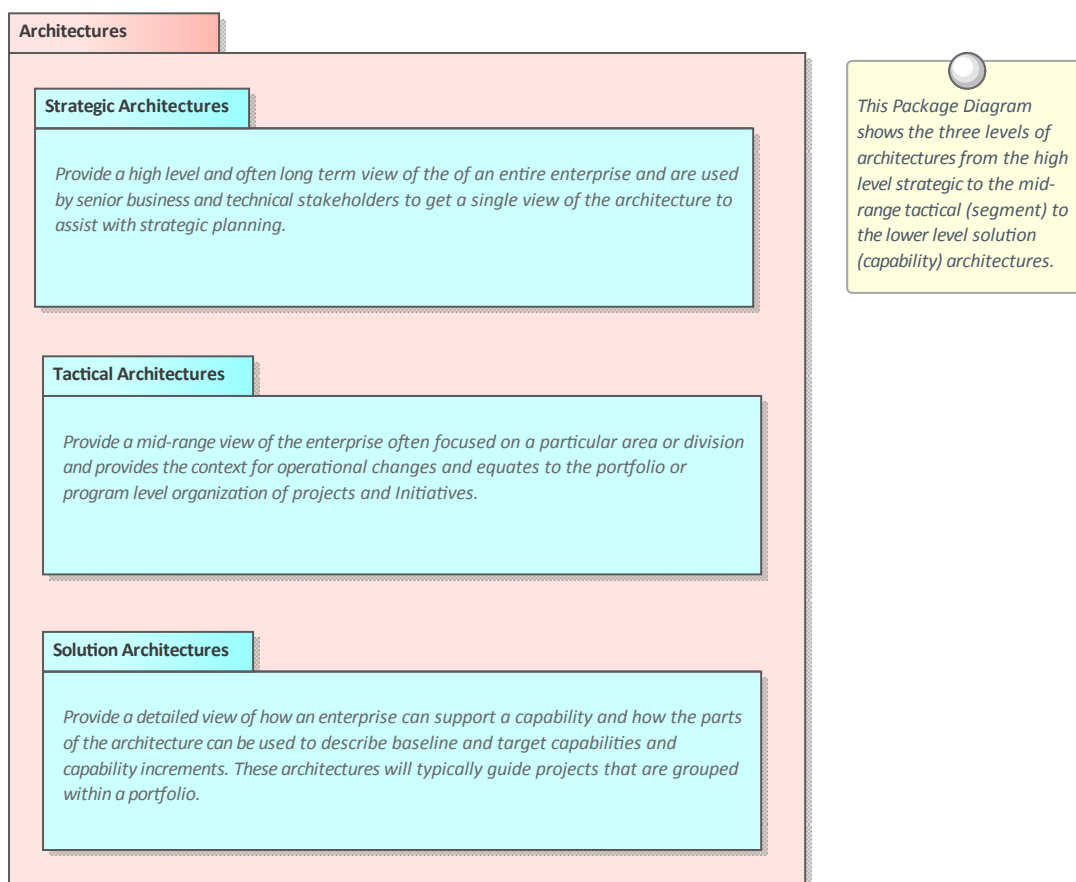 Architectures
Strategic Architectures
Provide a high level and often long term view of the of an entire enterprise and are used
by senior business and technical stakeholders to get a single view of the architecture to
assist with strategic planning.
Tactical Architectures
Provide a mid-range view of the enterprise often focused on a particular area or division
and provides the context for operational changes and equates to the portfolio or
program level organization of projects and Initiatives.
Solution Architectures
Provide a detailed view of how an enterprise can support a capability and how the parts
of the architecture can be used to describe baseline and target capabilities and
capability increments. These architectures will typically guide projects that are grouped
within a portfolio.
This Package Diagram
shows the three levels of
architectures from the high
level strategic to the mid-
range tactical (segment) to
the lower level solution
(capability) architectures.